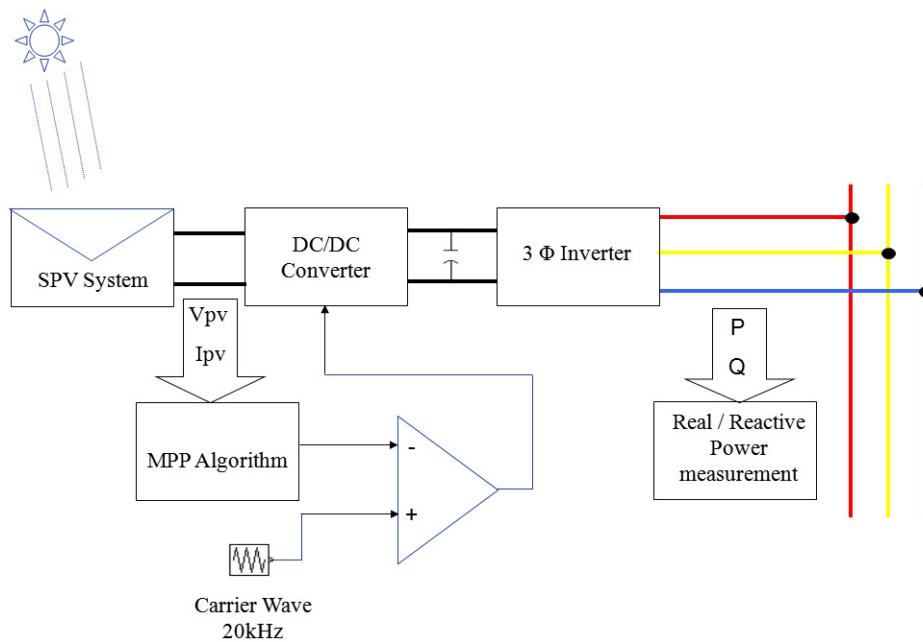 SPV System
DC/DC
Converter
3 Φ Inverter
Vpv
Ipv
P
Q
MPP Algorithm
-
+
Real / Reactive
Power
measurement
Carrier Wave
20kHz